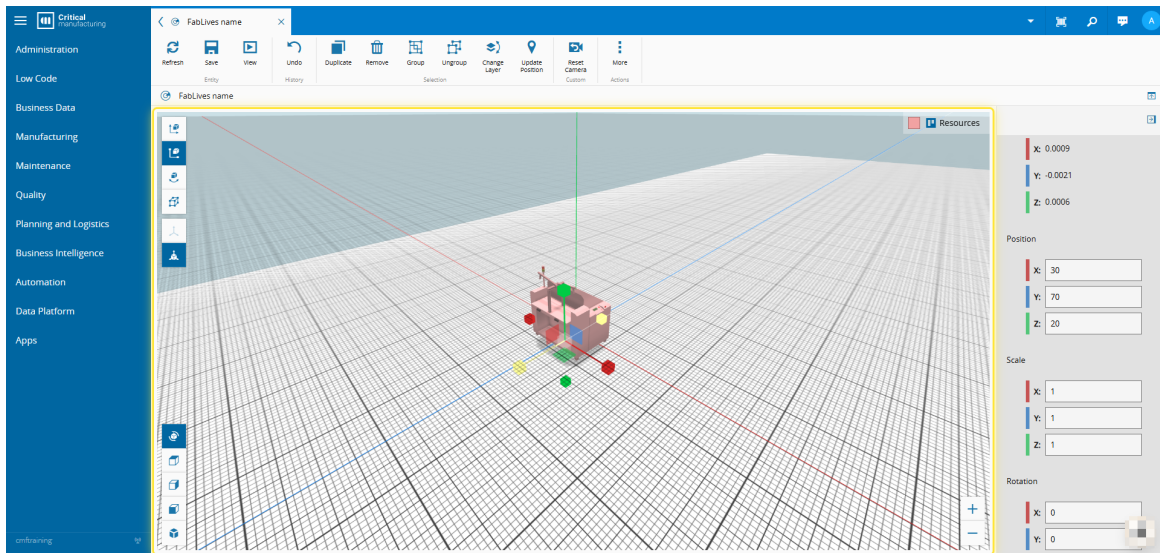 Critical
manufacturing
FabLives name
A
Administration
Low Code
Business Data
Manufacturing
Maintenance
Quality
Planning and Logistics
Business Intelligence
Automation
Data Platform
Apps
cmftraining
Refresh
Save
View
Undo
Duplicate
Remove
Group
Ungroup
Change
Layer
Update
Position
Reset
Camera
More
Entity
History
Selection
Custom
Actions
FabLives name
Resources
X: 0.0009
Y: -0.0021
Z: 0.0006
Position
X: 30
Y: 70
Z: 20
Scale
X: 1
Y: 1
Z: 1
Rotation
X: 0
Y: 0